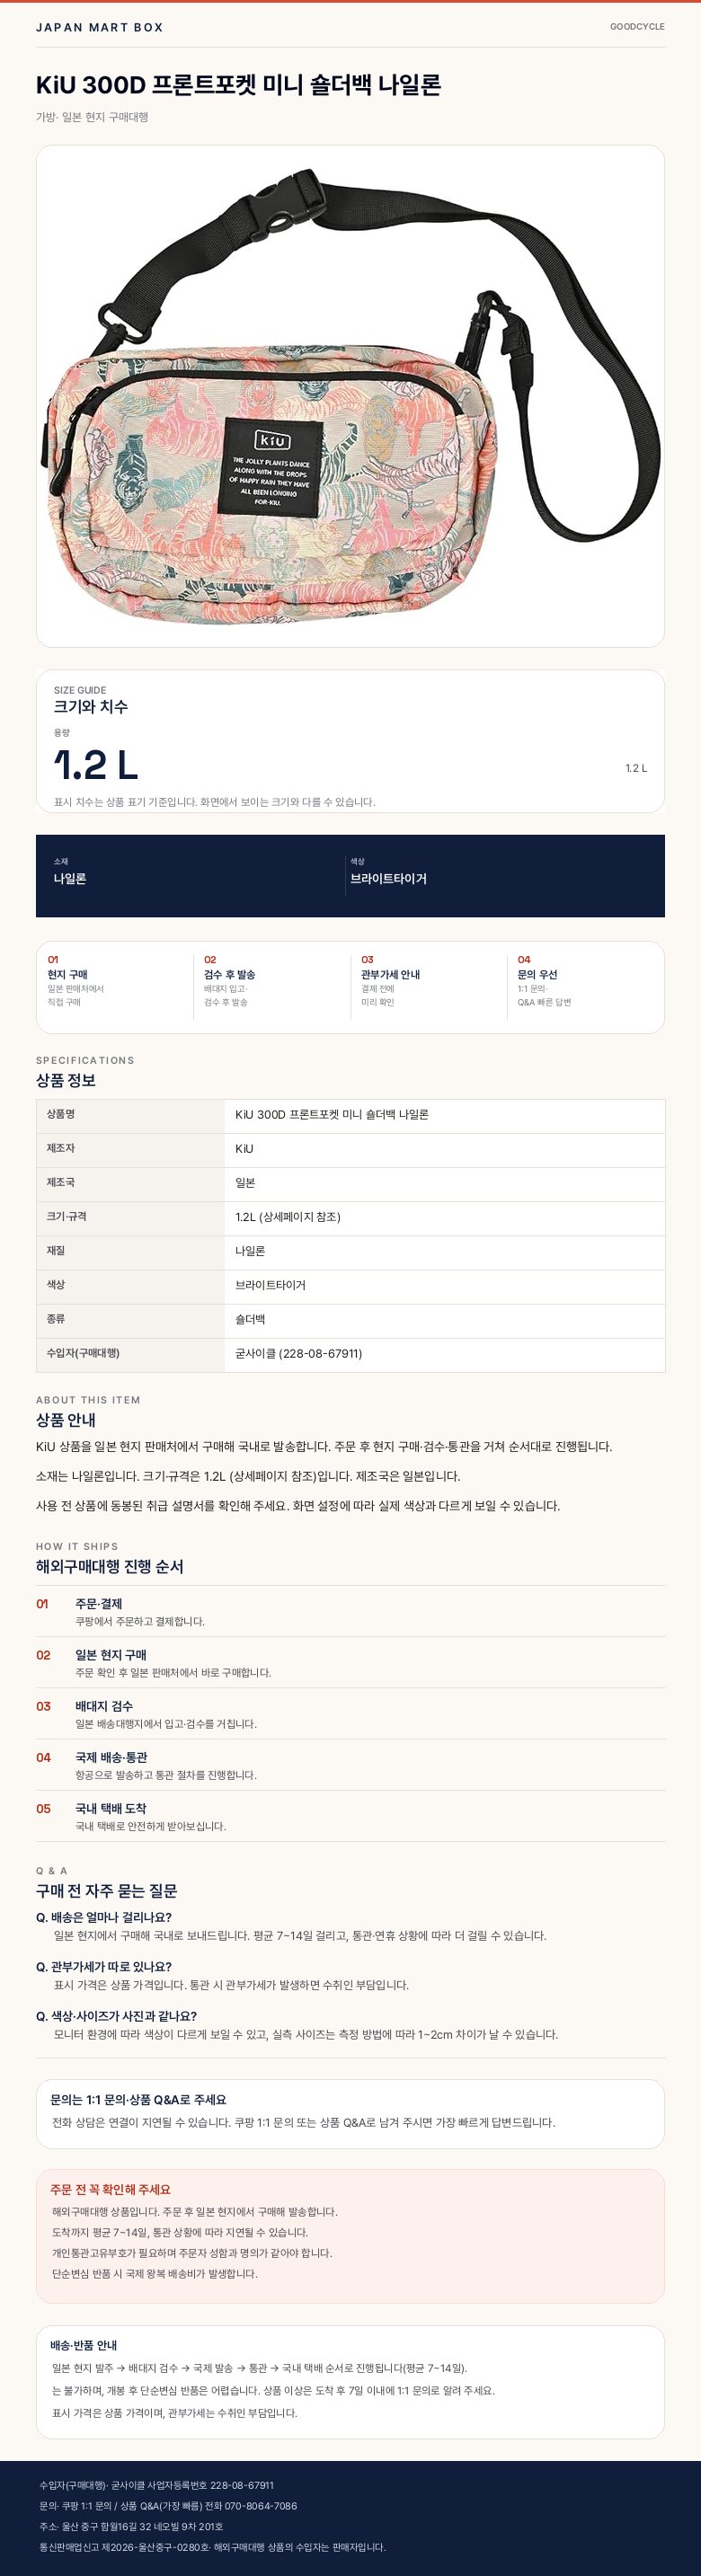 JAPAN MART BOX
GOODCYCLE
KiU 300D 프론트포켓 미니 숄더백 나일론
가방· 일본 현지 구매대행
kiu
THE JOLLY PLANTS DANCE
ALONG WITH THE DROPS
OF HAPPY RAIN THEY HAVE
ALL BEEN LONGING
FOR-KIU.
SIZE GUIDE
크기와 치수
용량
1.2 L
1.2 L
표시 치수는 상품 표기 기준입니다. 화면에서 보이는 크기와 다를 수 있습니다.
소재
나일론
색상
브라이트타이거
01
현지 구매
일본 판매처에서
직접 구매
02
검수 후 발송
배대지 입고·
검수 후 발송
03
관부가세 안내
결제 전에
미리 확인
04
문의 우선
1:1 문의·
Q&A 빠른 답변
SPECIFICATIONS
상품 정보
상품명 KiU 300D 프론트포켓 미니 숄더백 나일론
제조자 KiU
제조국 일본
크기·규격 1.2L (상세페이지 참조)
재질 나일론
색상 브라이트타이거
종류 숄더백
수입자(구매대행) 굳사이클 (228-08-67911)
ABOUT THIS ITEM
상품 안내
KiU 상품을 일본 현지 판매처에서 구매해 국내로 발송합니다. 주문 후 현지 구매·검수·통관을 거쳐 순서대로 진행됩니다.
소재는 나일론입니다. 크기·규격은 1.2L (상세페이지 참조)입니다. 제조국은 일본입니다.
사용 전 상품에 동봉된 취급 설명서를 확인해 주세요. 화면 설정에 따라 실제 색상과 다르게 보일 수 있습니다.
HOW IT SHIPS
해외구매대행 진행 순서
01 주문·결제
쿠팡에서 주문하고 결제합니다.
02 일본 현지 구매
주문 확인 후 일본 판매처에서 바로 구매합니다.
03 배대지 검수
일본 배송대행지에서 입고·검수를 거칩니다.
04 국제 배송·통관
항공으로 발송하고 통관 절차를 진행합니다.
05 국내 택배 도착
국내 택배로 안전하게 받아보십니다.
Q & A
구매 전 자주 묻는 질문
Q. 배송은 얼마나 걸리나요?
일본 현지에서 구매해 국내로 보내드립니다. 평균 7~14일 걸리고, 통관·연휴 상황에 따라 더 걸릴 수 있습니다.
Q. 관부가세가 따로 있나요?
표시 가격은 상품 가격입니다. 통관 시 관부가세가 발생하면 수취인 부담입니다.
Q. 색상·사이즈가 사진과 같나요?
모니터 환경에 따라 색상이 다르게 보일 수 있고, 실측 사이즈는 측정 방법에 따라 1~2cm 차이가 날 수 있습니다.
문의는 1:1 문의·상품 Q&A로 주세요
전화 상담은 연결이 지연될 수 있습니다. 쿠팡 1:1 문의 또는 상품 Q&A로 남겨 주시면 가장 빠르게 답변드립니다.
주문 전 꼭 확인해 주세요
해외구매대행 상품입니다. 주문 후 일본 현지에서 구매해 발송합니다.
도착까지 평균 7~14일, 통관 상황에 따라 지연될 수 있습니다.
개인통관고유부호가 필요하며 주문자 성함과 명의가 같아야 합니다.
단순변심 반품 시 국제 왕복 배송비가 발생합니다.
배송·반품 안내
일본 현지 발주 → 배대지 검수 → 국제 발송 → 통관 → 국내 택배 순서로 진행됩니다(평균 7~14일).
는 불가하며, 개봉 후 단순변심 반품은 어렵습니다. 상품 이상은 도착 후 7일 이내에 1:1 문의로 알려 주세요.
표시 가격은 상품 가격이며, 관부가세는 수취인 부담입니다.
수입자(구매대행)· 굳사이클 사업자등록번호 228-08-67911
문의· 쿠팡 1:1 문의 / 상품 Q&A(가장 빠름) 전화 070-8064-7086
주소· 울산 중구 함월16길 32 네오빌 9차 201호
통신판매업신고 제2026-울산중구-0280호· 해외구매대행 상품의 수입자는 판매자입니다.